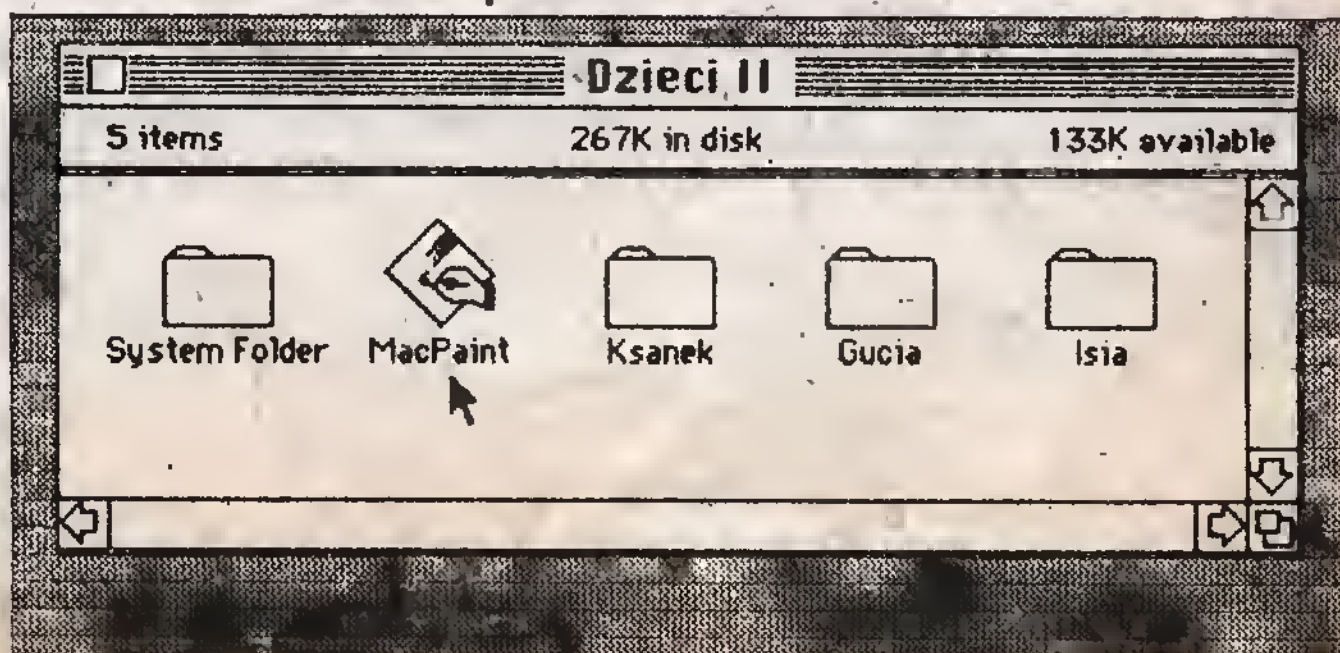 Dzieci II
5 items 267K in disk 133K available
System Folder MacPaint Ksanek Gucia Isia